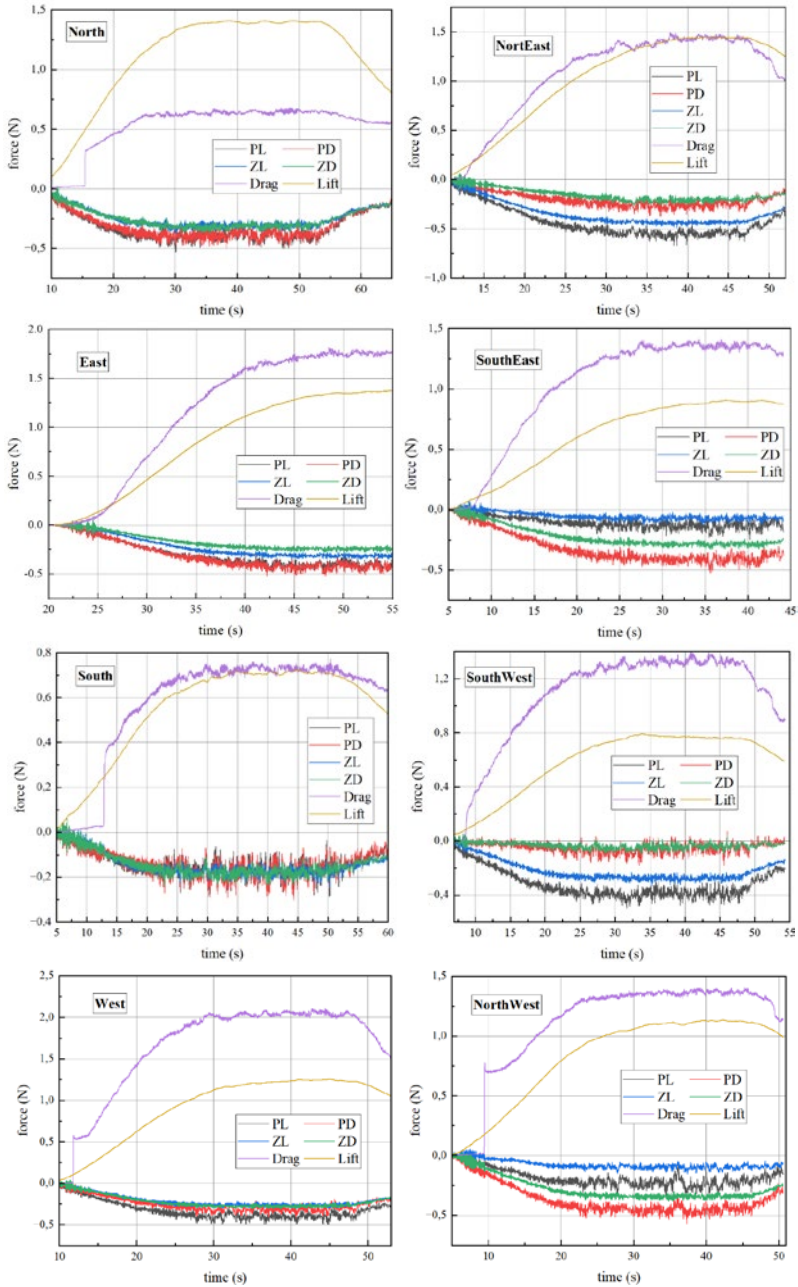 North
force (N)
1,5
1,0
0,5
0,0
−0,5
PL PD
ZL ZD
Drag Lift
10 20 30 40 50 60
time (s)
NortEast
force (N)
1,5
1,0
0,5
0,0
−0,5
−1,0
PL
PD
ZL
ZD
Drag
Lift
15 20 25 30 35 40 45 50
time (s)
East
force (N)
2.0
1.5
1.0
0.5
0.0
-0.5
PL PD
ZL ZD
Drag Lift
20 25 30 35 40 45 50 55
time (s)
SouthEast
force (N)
1,5
1,0
0,5
0,0
−0,5
PL PD
ZL ZD
Drag Lift
5 10 15 20 25 30 35 40 45
time (s)
South
force (N)
0,8
0,6
0,4
0,2
0,0
−0,2
−0,4
PL
PD
ZL
ZD
Drag
Lift
5 10 15 20 25 30 35 40 45 50 55 60
time (s)
SouthWest
force (N)
1,2
0,8
0,4
0,0
−0,4
PL PD
ZL ZD
Drag Lift
10 15 20 25 30 35 40 45 50 55
time (s)
West
force (N)
2,5
2,0
1,5
1,0
0,5
0,0
−0,5
PL PD
ZL ZD
Drag Lift
10 20 30 40 50
time (s)
NorthWest
force (N)
1,5
1,0
0,5
0,0
−0,5
PL PD
ZL ZD
Drag Lift
10 20 30 40 50
time (s)